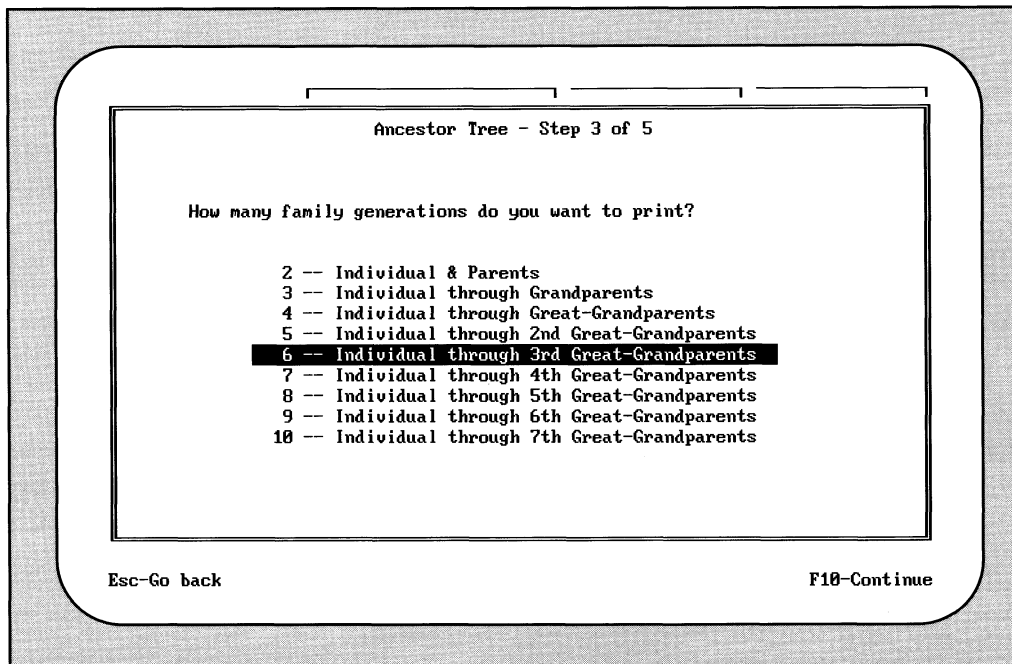 Ancestor Tree - Step 3 of 5
How many family generations do you want to print?
2 -- Individual & Parents
3 -- Individual through Grandparents
4 -- Individual through Great-Grandparents
5 -- Individual through 2nd Great-Grandparents
6 -- Individual through 3rd Great-Grandparents
7 -- Individual through 4th Great-Grandparents
8 -- Individual through 5th Great-Grandparents
9 -- Individual through 6th Great-Grandparents
10 -- Individual through 7th Great-Grandparents
Esc-Go back
F10-Continue